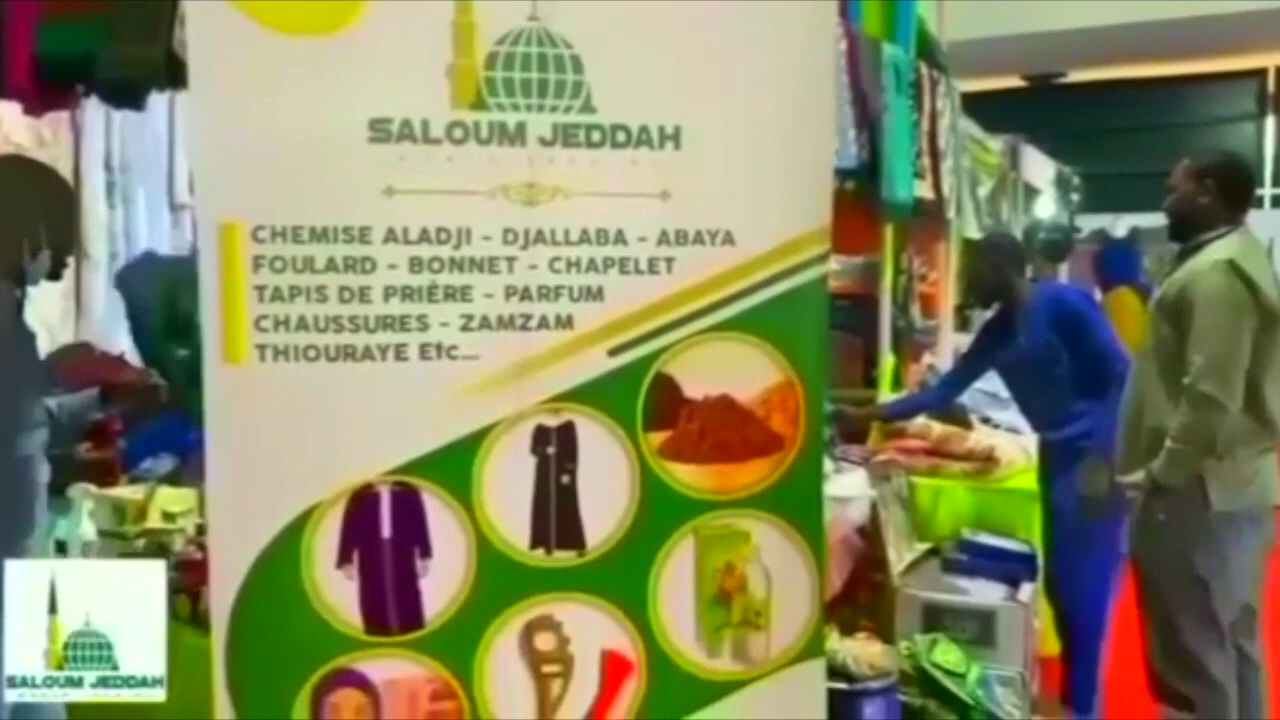 SALOUM JEDDAH
CHEMISE ALADJI - DJALLABA - ABAYA
FOULARD - BONNET - CHAPELET
TAPIS DE PRIÈRE - PARFUM
CHAUSSURES - ZAMZAM
THIOURAYE Etc...
SALOUM JEDDAH